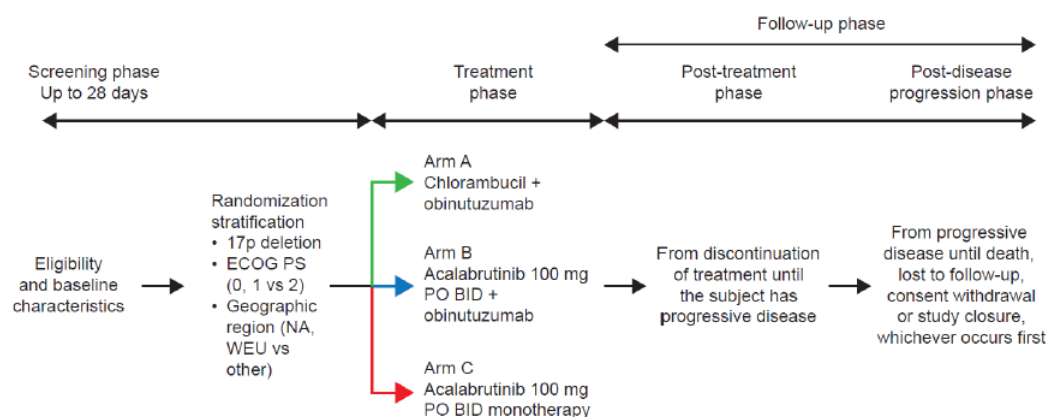 Follow-up phase
Screening phase
Up to 28 days
Treatment
phase
Post-treatment
phase
Post-disease
progression phase
Eligibility
and baseline
characteristics
Randomization
stratification
• 17p deletion
• ECOG PS
(0, 1 vs 2)
• Geographic
region (NA,
WEU vs
other)
Arm A
Chlorambucil +
obinutuzumab
Arm B
Acalabrutinib 100 mg
PO BID +
obinutuzumab
Arm C
Acalabrutinib 100 mg
PO BID monotherapy
From discontinuation
of treatment until
the subject has
progressive disease
From progressive
disease until death,
lost to follow-up,
consent withdrawal
or study closure,
whichever occurs first